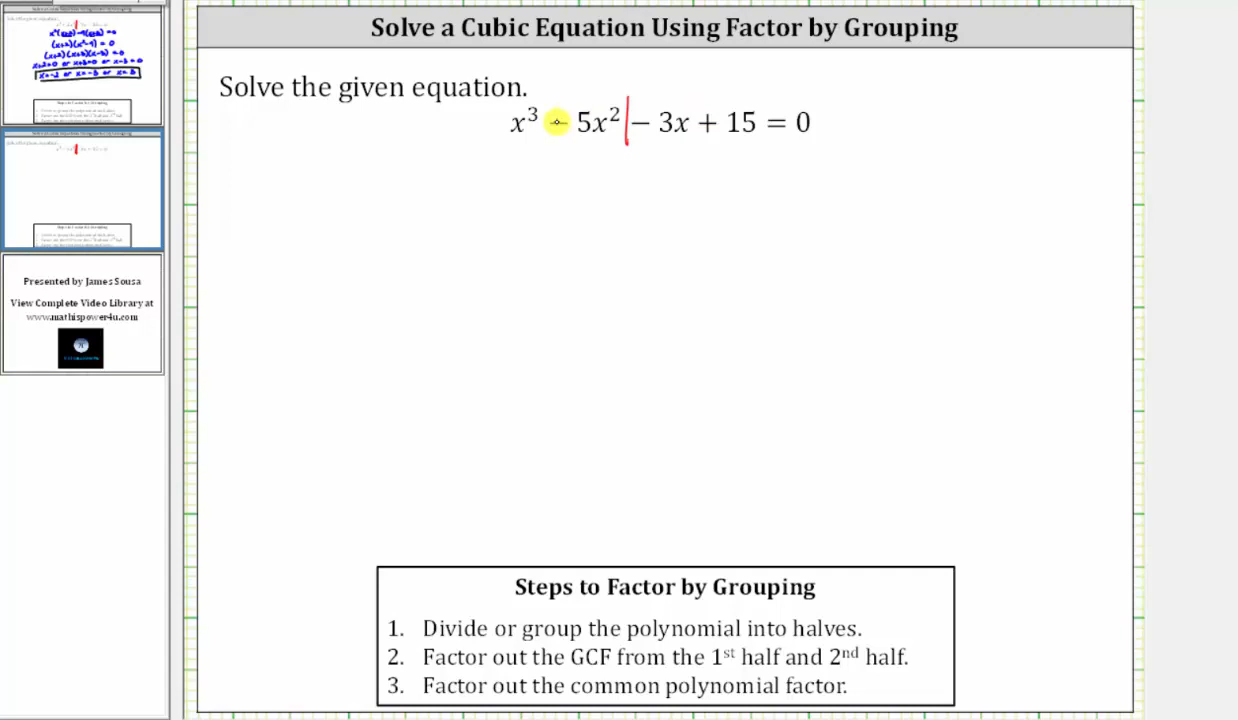 Solve a Cubic Equation Using Factor by Grouping
Solve the given equation.
x³ − 5x² | − 3x + 15 = 0
Steps to Factor by Grouping
1. Divide or group the polynomial into halves.
2. Factor out the GCF from the 1ˢᵗ half and 2ⁿᵈ half.
3. Factor out the common polynomial factor.
Presented by James Sousa
View Complete Video Library at
www.mathispower4u.com